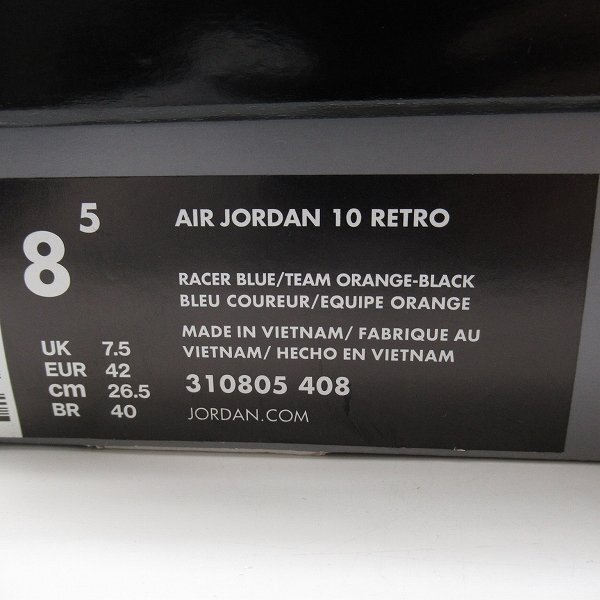 8 5
AIR JORDAN 10 RETRO
RACER BLUE/TEAM ORANGE-BLACK
BLEU COUREUR/EQUIPE ORANGE
MADE IN VIETNAM/ FABRIQUE AU
VIETNAM/ HECHO EN VIETNAM
310805 408
JORDAN.COM
UK 7.5
EUR 42
cm 26.5
BR 40